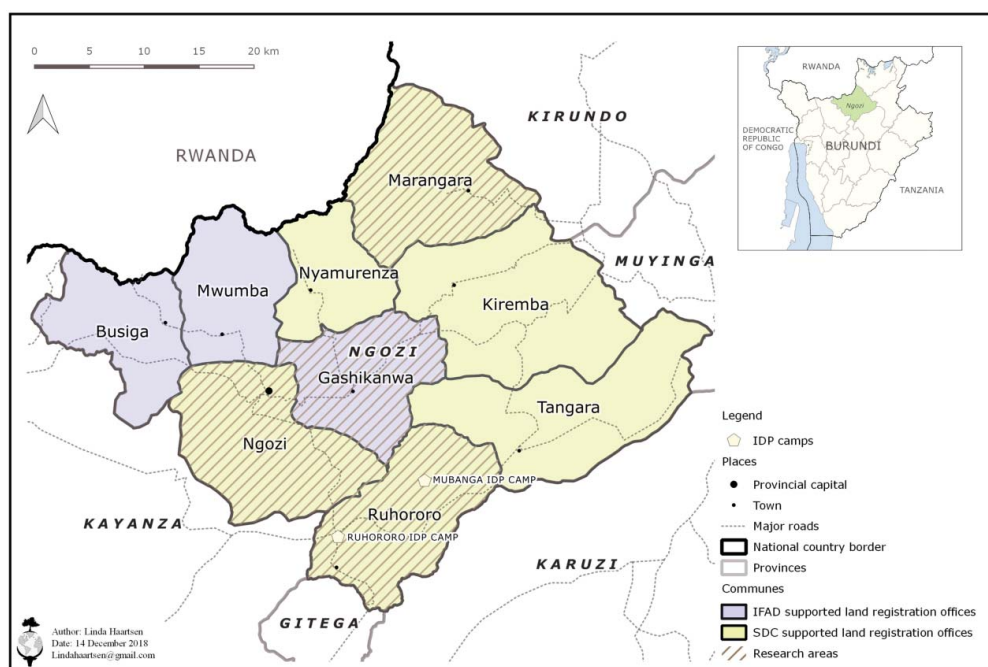 0 5 10 15 20 km
RWANDA
KIRUNDO
Marangara
MUYINGA
Nyamurenza
Mwumba
Kiremba
Busiga
NGOZI
Gashikanwa
Tangara
Ngozi
MUBANGA IDP CAMP
Ruhororo
RUHORORO IDP CAMP
KAYANZA
KARUZI
GITEGA
RWANDA
Ngozi
DEMOCRATIC
REPUBLIC
OF CONGO
BURUNDI
TANZANIA
Legend
IDP camps
Places
Provincial capital
Town
Major roads
National country border
Provinces
Communes
IFAD supported land registration offices
SDC supported land registration offices
Research areas
Author: Linda Haartsen
Date: 14 December 2018
Lindahaartsen@gmail.com